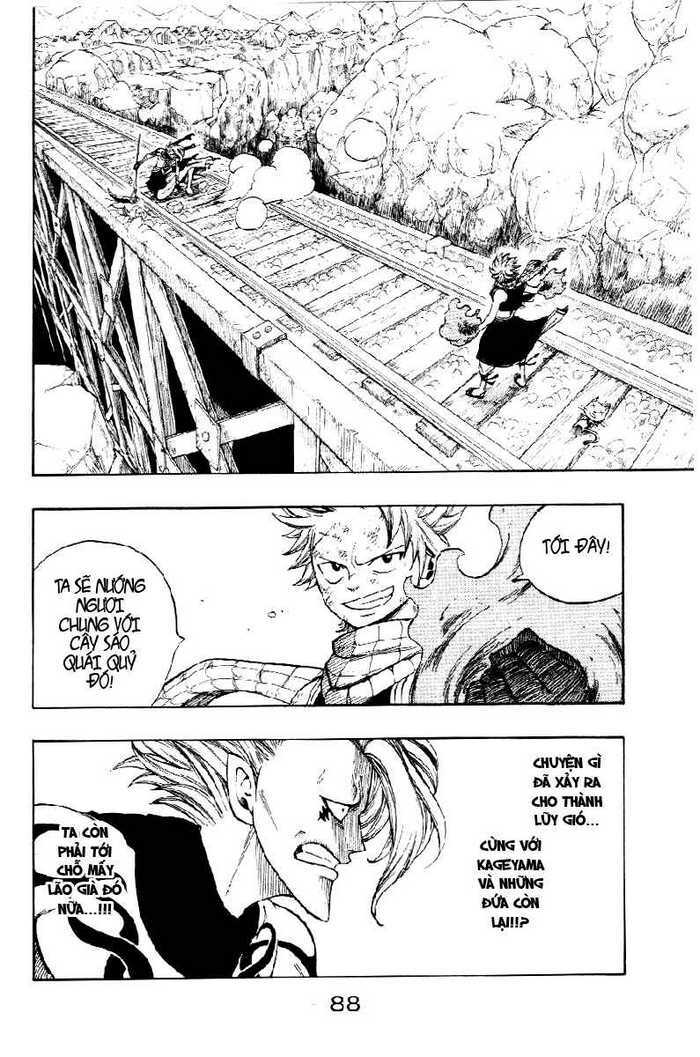 TỚI ĐÂY!
TA SẼ NƯỚNG
NGƯƠI
CHUNG VỚI
CÂY SÁO
QUÁI QUỶ
ĐÓ!
CHUYỆN GÌ
ĐÃ XẢY RA
CHO THÀNH
LŨY GIÓ...
CÙNG VỚI
KAGEYAMA
VÀ NHỮNG
ĐỨA CÒN
LẠI!!?
TA CÒN
PHẢI TỚI
CHỖ MẤY
LÃO GIÀ ĐÓ
NỮA...!!!
88